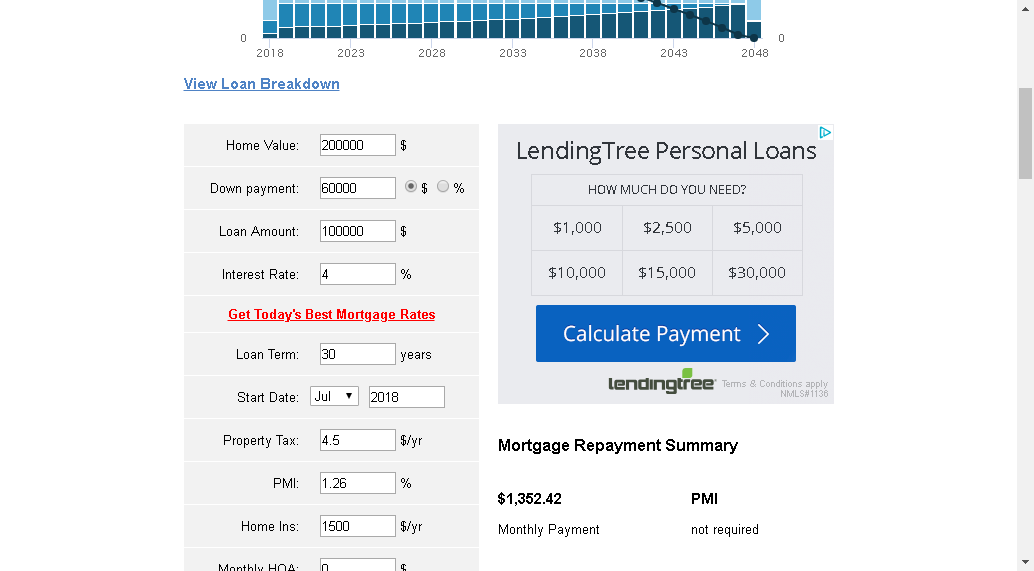 0 0
2018 2023 2028 2033 2038 2043 2048
View Loan Breakdown
Home Value: 200000 $
Down payment: 60000 $ %
Loan Amount: 100000 $
Interest Rate: 4 %
Get Today's Best Mortgage Rates
Loan Term: 30 years
Start Date: Jul 2018
Property Tax: 4.5 $/yr
PMI: 1.26 %
Home Ins: 1500 $/yr
Monthly HOA: 0 $
LendingTree Personal Loans
HOW MUCH DO YOU NEED?
$1,000 $2,500 $5,000
$10,000 $15,000 $30,000
Calculate Payment
lendingtree Terms & Conditions apply
NMLS#1136
Mortgage Repayment Summary
$1,352.42 PMI
Monthly Payment not required